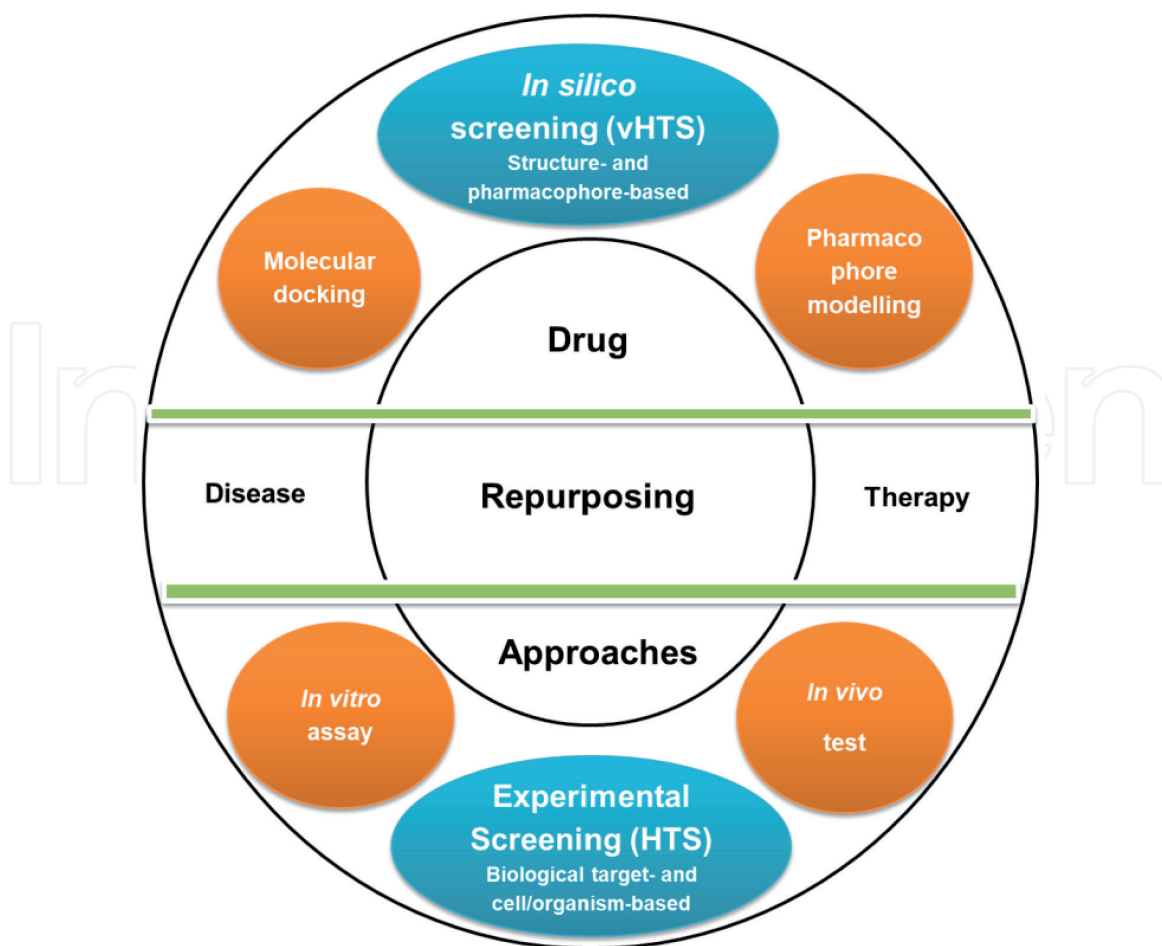 In silico
screening (vHTS)
Structure- and
pharmacophore-based
Molecular
docking
Pharmaco
phore
modelling
Drug
Disease
Repurposing
Therapy
Approaches
In vitro
assay
In vivo
test
Experimental
Screening (HTS)
Biological target- and
cell/organism-based